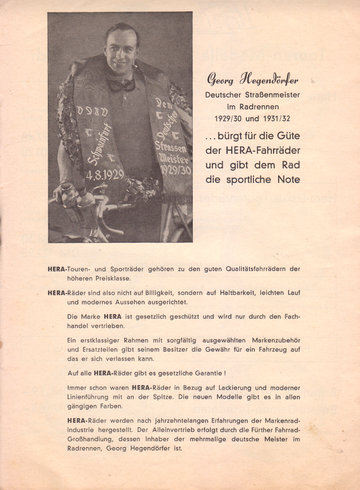 DSAD
Schweinfurt
4.8.1929
Dem
Deutschen
Strassen
Meister
1929/30
Georg Hegendörfer
Deutscher Straßenmeister
im Radrennen
1929/30 und 1931/32
...bürgt für die Güte
der HERA-Fahrräder
und gibt dem Rad
die sportliche Note
HERA-Touren- und Sporträder gehören zu den guten Qualitätsfahrrädern der
höheren Preisklasse.
HERA-Räder sind also nicht auf Billigkeit, sondern auf Haltbarkeit, leichten Lauf
und modernes Aussehen ausgerichtet.
Die Marke HERA ist gesetzlich geschützt und wird nur durch den Fach-
handel vertrieben.
Ein erstklassiger Rahmen mit sorgfältig ausgewählten Markenzubehör
und Ersatzteilen gibt seinem Besitzer die Gewähr für ein Fahrzeug auf
das er sich verlassen kann.
Auf alle HERA-Räder gibt es gesetzliche Garantie !
Immer schon waren HERA-Räder in Bezug auf Lackierung und moderner
Linienführung mit an der Spitze. Die neuen Modelle gibt es in allen
gängigen Farben.
HERA-Räder werden nach jahrzehntelangen Erfahrungen der Markenrad-
industrie hergestellt. Der Alleinvertrieb erfolgt durch die Fürther Fahrrad-
Großhandlung, dessen Inhaber der mehrmalige deutsche Meister im
Radrennen, Georg Hegendörfer ist.